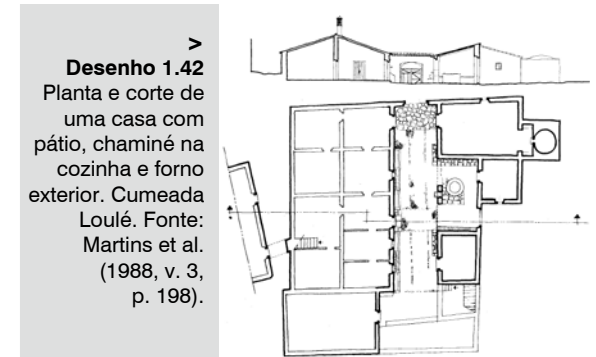 >
Desenho 1.42
Planta e corte de
uma casa com
pátio, chaminé na
cozinha e forno
exterior. Cumeada
Loulé. Fonte:
Martins et al.
(1988, v. 3,
p. 198).